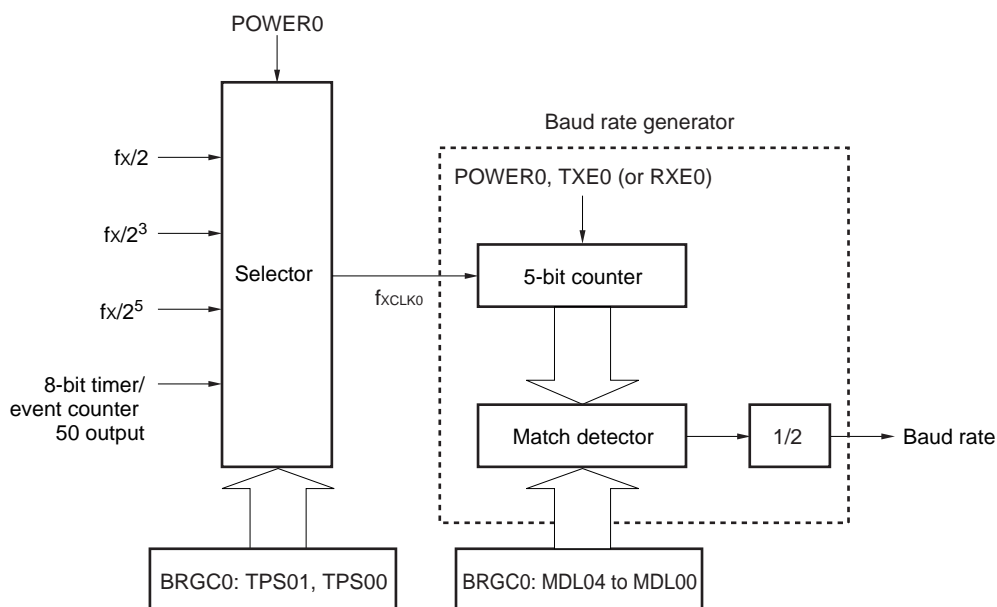 POWER0
Baud rate generator
fX/2
POWER0, TXE0 (or RXE0)
fX/2³
Selector
5-bit counter
fXCLK0
fX/2⁵
8-bit timer/
event counter
50 output
Match detector
1/2
Baud rate
BRGC0: TPS01, TPS00
BRGC0: MDL04 to MDL00